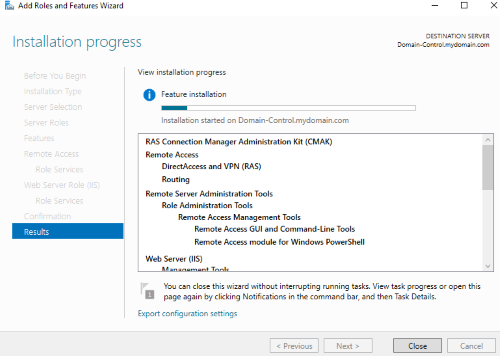 Add Roles and Features Wizard
Installation progress
DESTINATION SERVER
Domain-Control.mydomain.com
Before You Begin
Installation Type
Server Selection
Server Roles
Features
Remote Access
Role Services
Web Server Role (IIS)
Role Services
Confirmation
Results
View installation progress
Feature installation
Installation started on Domain-Control.mydomain.com
RAS Connection Manager Administration Kit (CMAK)
Remote Access
DirectAccess and VPN (RAS)
Routing
Remote Server Administration Tools
Role Administration Tools
Remote Access Management Tools
Remote Access GUI and Command-Line Tools
Remote Access module for Windows PowerShell
Web Server (IIS)
Management Tools
You can close this wizard without interrupting running tasks. View task progress or open this
page again by clicking Notifications in the command bar, and then Task Details.
Export configuration settings
< Previous
Next >
Close
Cancel